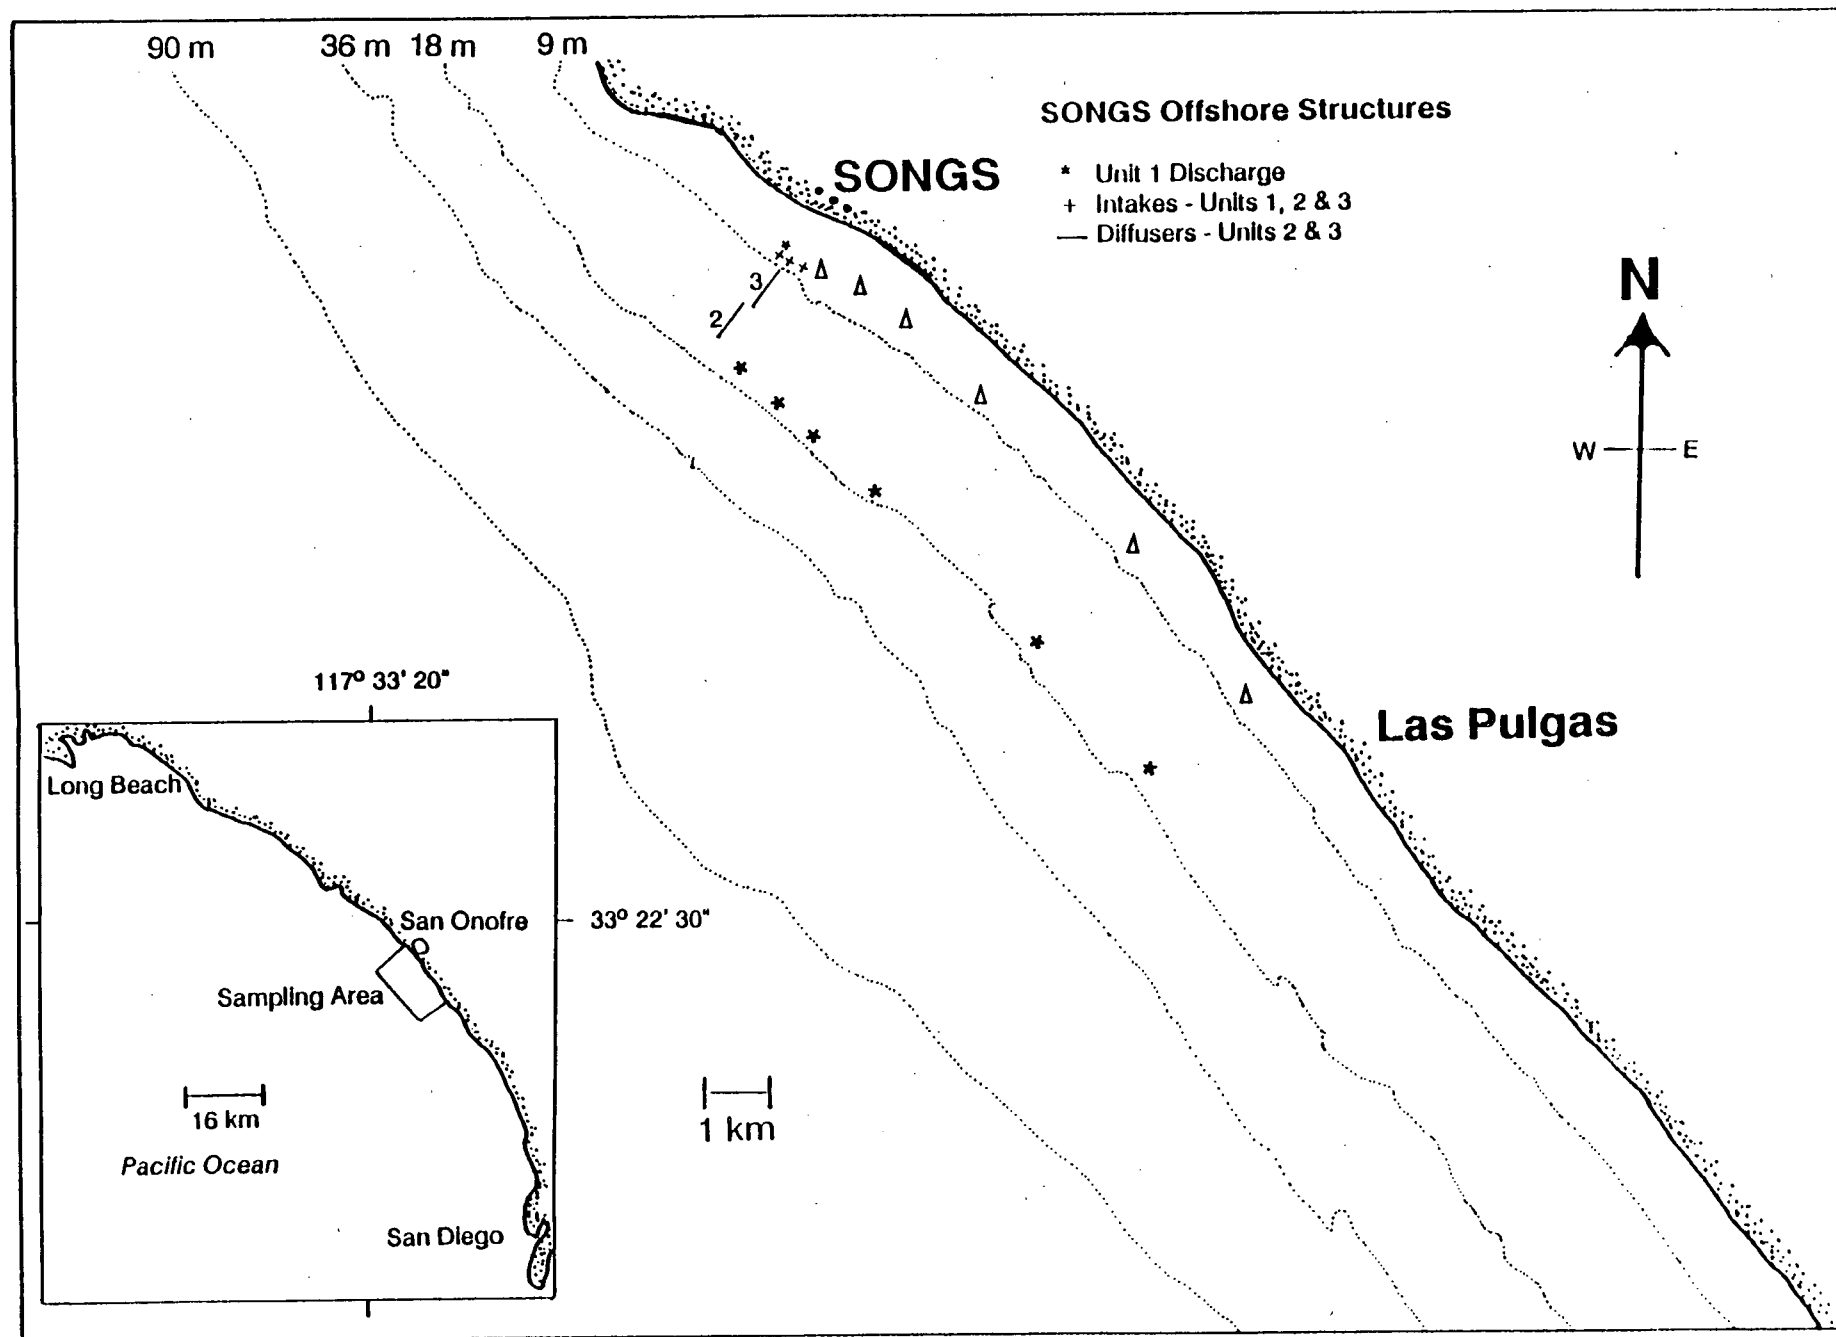 90 m 36 m 18 m 9 m
SONGS Offshore Structures
* Unit 1 Discharge
+ Intakes - Units 1, 2 & 3
— Diffusers - Units 2 & 3
SONGS
3
2
N
W E
Las Pulgas
117° 33' 20"
Long Beach
San Onofre
33° 22' 30"
Sampling Area
16 km
1 km
Pacific Ocean
San Diego